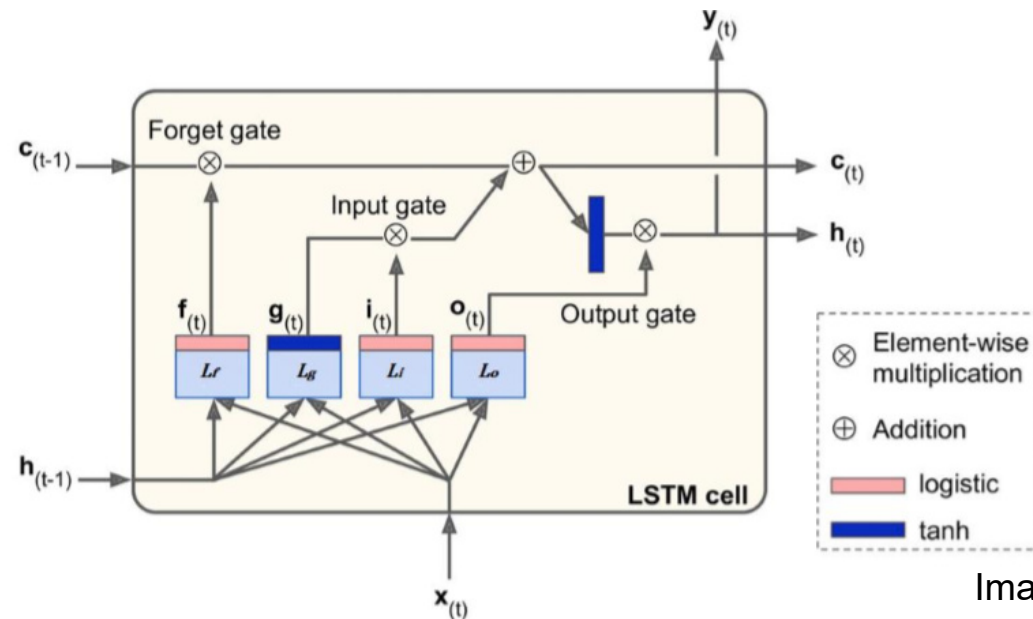 y(t)
Forget gate
c(t-1)
c(t)
Input gate
h(t)
f(t) g(t) i(t) o(t)
Output gate
Lf Lg Li Lo
Element-wise
multiplication
Addition
h(t-1)
LSTM cell
logistic
tanh
x(t)
Ima